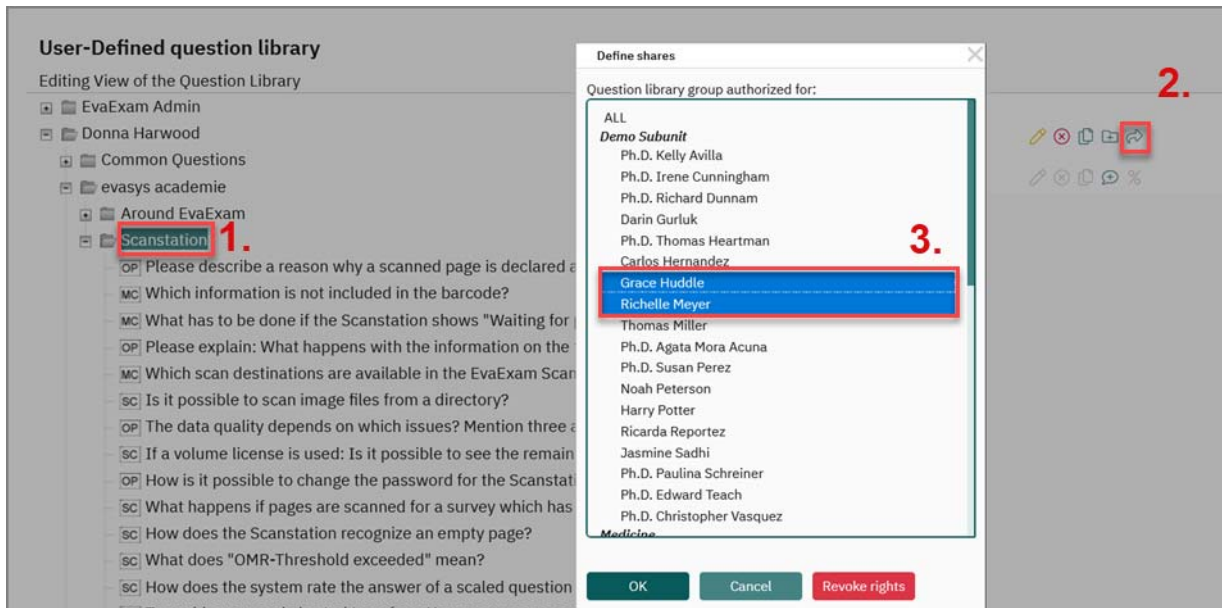 User-Defined question library
Editing View of the Question Library
EvaExam Admin
Donna Harwood
Common Questions
evasys academie
Around EvaExam
Scanstation
1.
OP Please describe a reason why a scanned page is declared a
MC Which information is not included in the barcode?
MC What has to be done if the Scanstation shows "Waiting for
OP Please explain: What happens with the information on the
MC Which scan destinations are available in the EvaExam Scan
SC Is it possible to scan image files from a directory?
OP The data quality depends on which issues? Mention three a
SC If a volume license is used: Is it possible to see the remain
OP How is it possible to change the password for the Scanstat
SC What happens if pages are scanned for a survey which has
SC How does the Scanstation recognize an empty page?
SC What does "OMR-Threshold exceeded" mean?
SC How does the system rate the answer of a scaled question
Define shares
Question library group authorized for:
ALL
Demo Subunit
Ph.D. Kelly Avilla
Ph.D. Irene Cunningham
Ph.D. Richard Dunnam
Darin Gurluk
Ph.D. Thomas Heartman
Carlos Hernandez
Grace Huddle
Richelle Meyer
Thomas Miller
Ph.D. Agata Mora Acuna
Ph.D. Susan Perez
Noah Peterson
Harry Potter
Ricarda Reportez
Jasmine Sadhi
Ph.D. Paulina Schreiner
Ph.D. Edward Teach
Ph.D. Christopher Vasquez
Medicine
3.
OK
Cancel
Revoke rights
2.
%